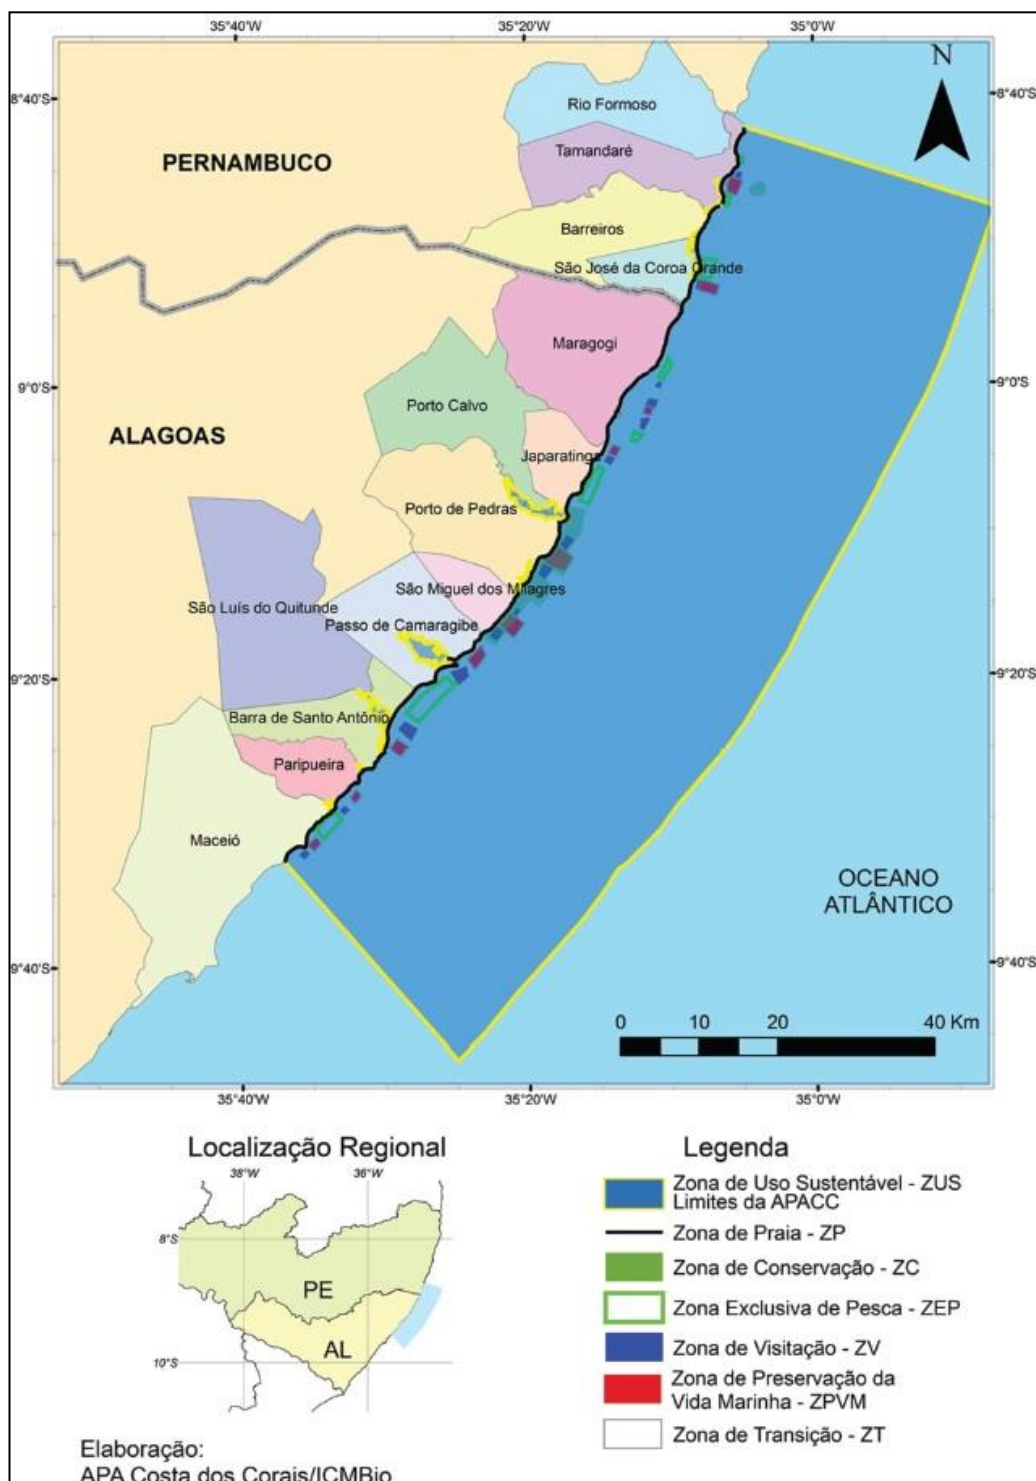 35°40'W 35°20'W 35°0'W
N
8°40'S 8°40'S
Rio Formoso
PERNAMBUCO
Tamandaré
Barreiros
São José da Coroa Grande
Maragogi
9°0'S 9°0'S
Porto Calvo
ALAGOAS
Japaratinga
Porto de Pedras
São Miguel dos Milagres
São Luís do Quitunde
Passo de Camaragibe
9°20'S 9°20'S
Barra de Santo Antônio
Paripueira
Maceió
OCEANO
ATLÂNTICO
9°40'S 9°40'S
0 10 20 40 Km
35°40'W 35°20'W 35°0'W
Localização Regional
38°W 36°W
8°S
PE
AL
10°S
Elaboração:
APA Costa dos Corais/ICMBio
Legenda
Zona de Uso Sustentável - ZUS
Limites da APACC
Zona de Praia - ZP
Zona de Conservação - ZC
Zona Exclusiva de Pesca - ZEP
Zona de Visitação - ZV
Zona de Preservação da
Vida Marinha - ZPVM
Zona de Transição - ZT